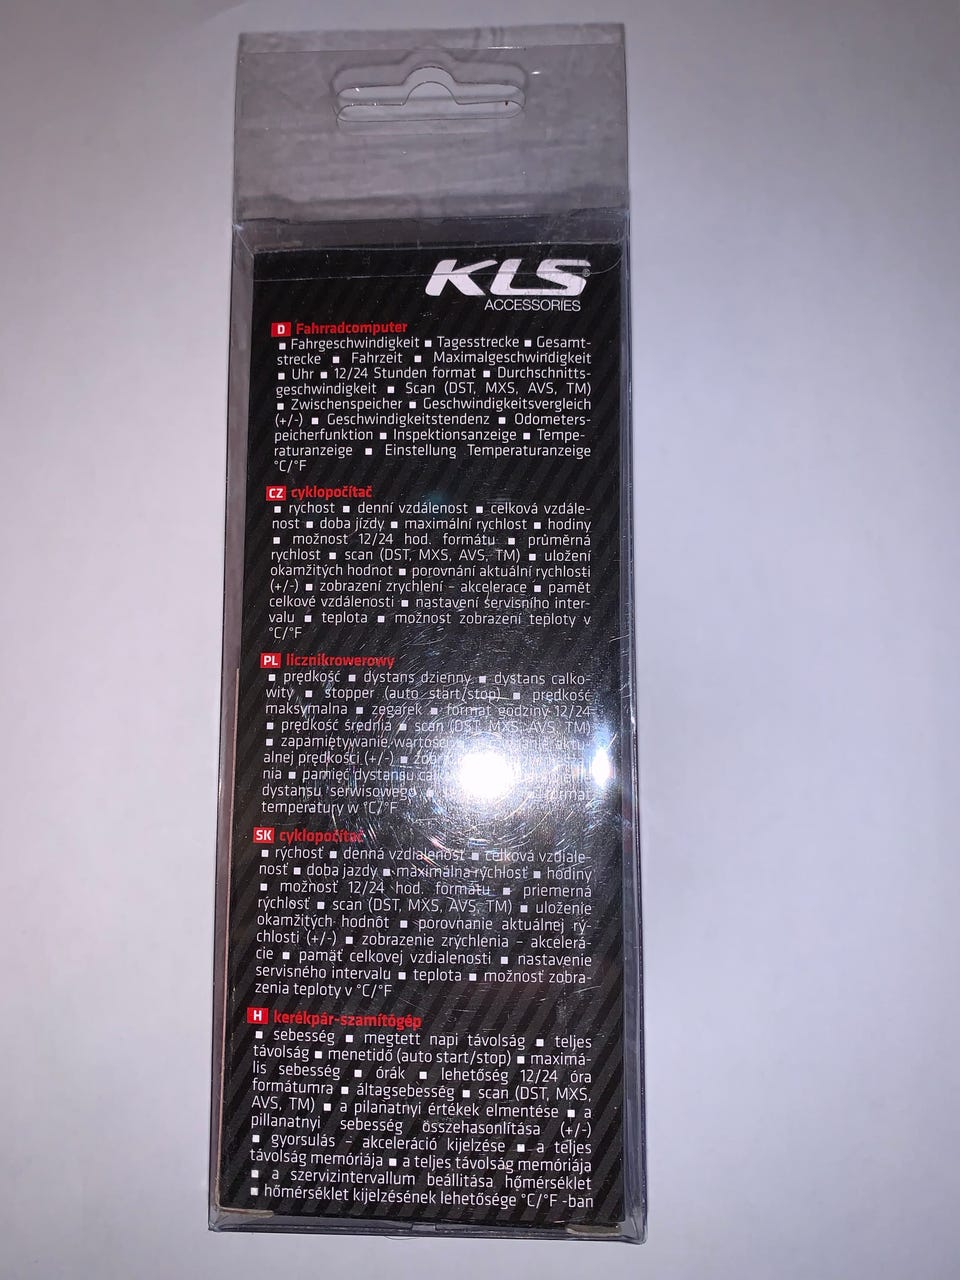 KLS®
ACCESSORIES
D Fahrradcomputer
■ Fahrgeschwindigkeit ■ Tagesstrecke ■ Gesamt-
strecke ■ Fahrzeit ■ Maximalgeschwindigkeit
■ Uhr ■ 12/24 Stunden format ■ Durchschnitts-
geschwindigkeit ■ Scan (DST, MXS, AVS, TM)
■ Zwischenspeicher ■ Geschwindigkeitsvergleich
(+/-) ■ Geschwindigkeitstendenz ■ Odometers-
peicherfunktion ■ Inspektionsanzeige ■ Tempe-
raturanzeige ■ Einstellung Temperaturanzeige
°C/°F
CZ cyklopočítač
■ rychost ■ denní vzdálenost ■ celková vzdále-
nost ■ doba jízdy ■ maximální rychlost ■ hodiny
■ možnost 12/24 hod. formátu ■ průměrná
rychlost ■ scan (DST, MXS, AVS, TM) ■ uložení
okamžitých hodnot ■ porovnání aktuální rychlosti
(+/-) ■ zobrazení zrychlení – akcelerace ■ pamět
celkové vzdálenosti ■ nastavení servisního inter-
valu ■ teplota ■ možnost zobrazení teploty v
°C/°F
PL licznikrowerowy
■ prędkość ■ dystans dzienny ■ dystans całko-
wity ■ stopper (auto start/stop) ■ prędkość
maksymalna ■ zegarek ■ format godziny 12/24
■ prędkość średnia ■ scan (DST, MXS, AVS, TM)
■ zapamiętywanie wartości aktu-
alnej prędkości (+/-) ■
nia ■ pamięć dystansu
dystansu serwisowego ■ format
temperatury w °C/°F
SK cyklopočítač
■ rýchosť ■ denná vzdialenosť ■ celková vzdiale-
nosť ■ doba jazdy ■ maximálna rýchlosť ■ hodiny
■ možnosť 12/24 hod. formátu ■ priemerná
rýchlosť ■ scan (DST, MXS, AVS, TM) ■ uloženie
okamžitých hodnôt ■ porovnanie aktuálnej rý-
chlosti (+/-) ■ zobrazenie zrýchlenia – akcelerá-
cie ■ pamäť celkovej vzdialenosti ■ nastavenie
servisného intervalu ■ teplota ■ možnosť zobra-
zenia teploty v °C/°F
H kerékpár-szamítógép
■ sebesség ■ megtett napi távolság ■ teljes
távolság ■ menetidő (auto start/stop) ■ maximá-
lis sebesség ■ órák ■ lehetőség 12/24 óra
formátumra ■ áltagsebesség ■ scan (DST, MXS,
AVS, TM) ■ a pilanatnyi értékek elmentése ■ a
pillanatnyi sebesség összehasonlítása (+/-)
■ gyorsulás – akceleráció kijelzése ■ a teljes
távolság memóriája ■ a teljes távolság memóriája
■ a szervizintervallum beállitása hőmérséklet
■ hőmérséklet kijelzésének lehetősége °C/°F -ban